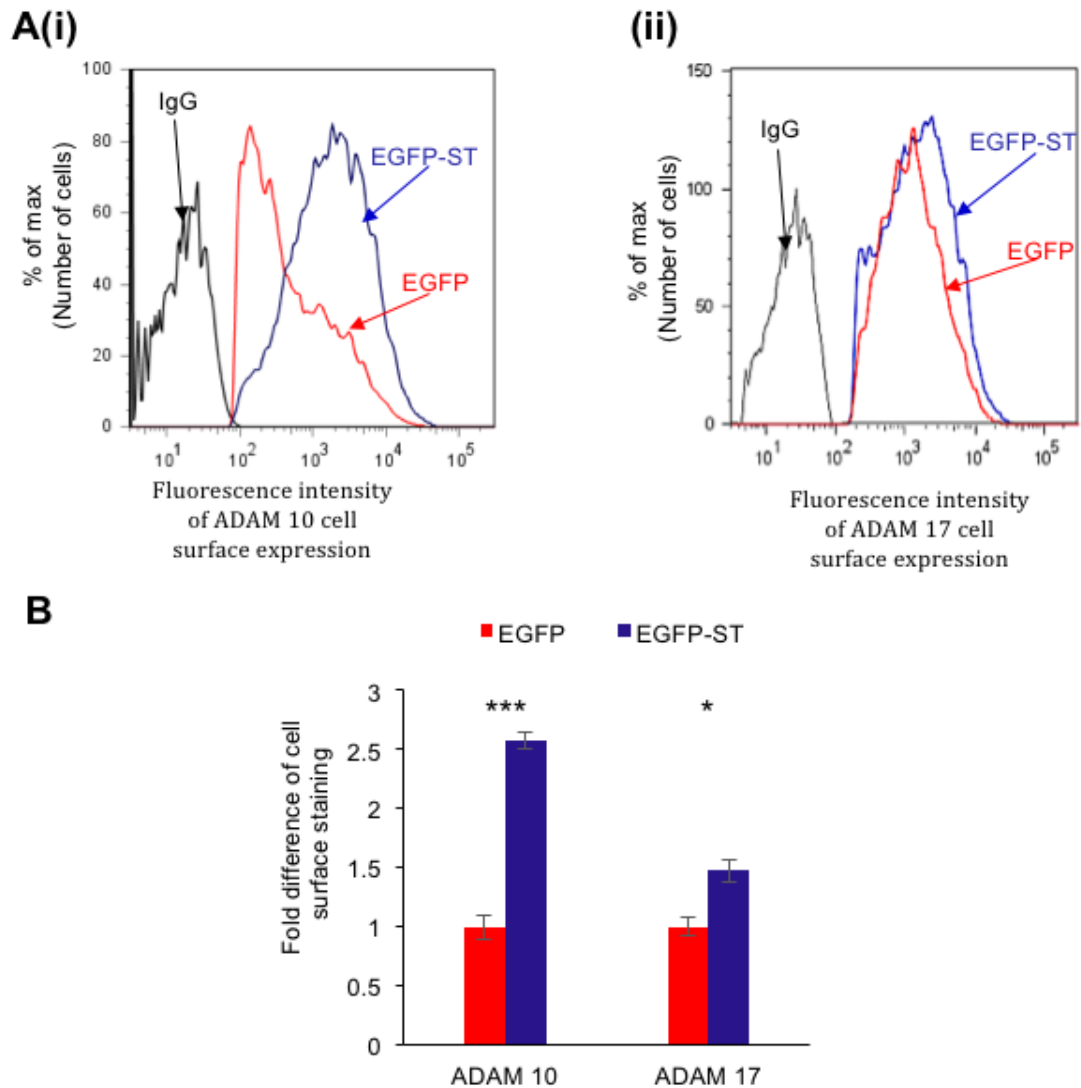 A(i)
100
80
60
40
20
0
% of max
(Number of cells)
IgG
EGFP-ST
EGFP
10¹
10²
10³
10⁴
10⁵
Fluorescence intensity
of ADAM 10 cell
surface expression
(ii)
150
100
50
0
% of max
(Number of cells)
IgG
EGFP-ST
EGFP
10¹
10²
10³
10⁴
10⁵
Fluorescence intensity
of ADAM 17 cell
surface expression
B
EGFP EGFP-ST
3
2.5
2
1.5
1
0.5
0
Fold difference of cell
surface staining
*** *
ADAM 10 ADAM 17